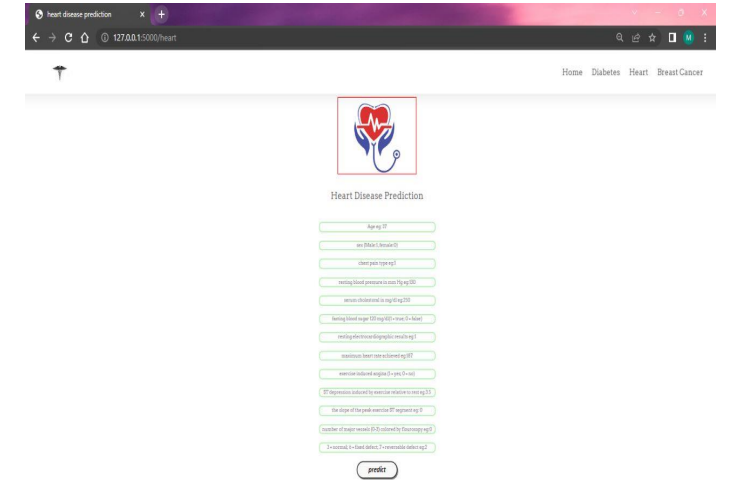 heart disease prediction
127.0.0.1:5000/heart
M
Home Diabetes Heart Breast Cancer
Heart Disease Prediction
Age eg: 37
sex (Male:1, female:0)
chest pain type eg:1
resting blood pressure in mm Hg eg:
serum cholestoral in mg/dl eg:250
fasting blood sugar 120 mg/dl(1 = true; 0 = false)
resting electrocardiographic results eg:1
maximum heart rate achieved eg:187
exercise induced angina (1 = yes; 0 = no)
ST depression induced by exercise relative to rest eg:
the slope of the peak exercise ST segment eg: 0
number of major vessels (0-3) colored by flourosopy eg:0
3 = normal; 6 = fixed defect; 7 = reversable defect eg:2
predict